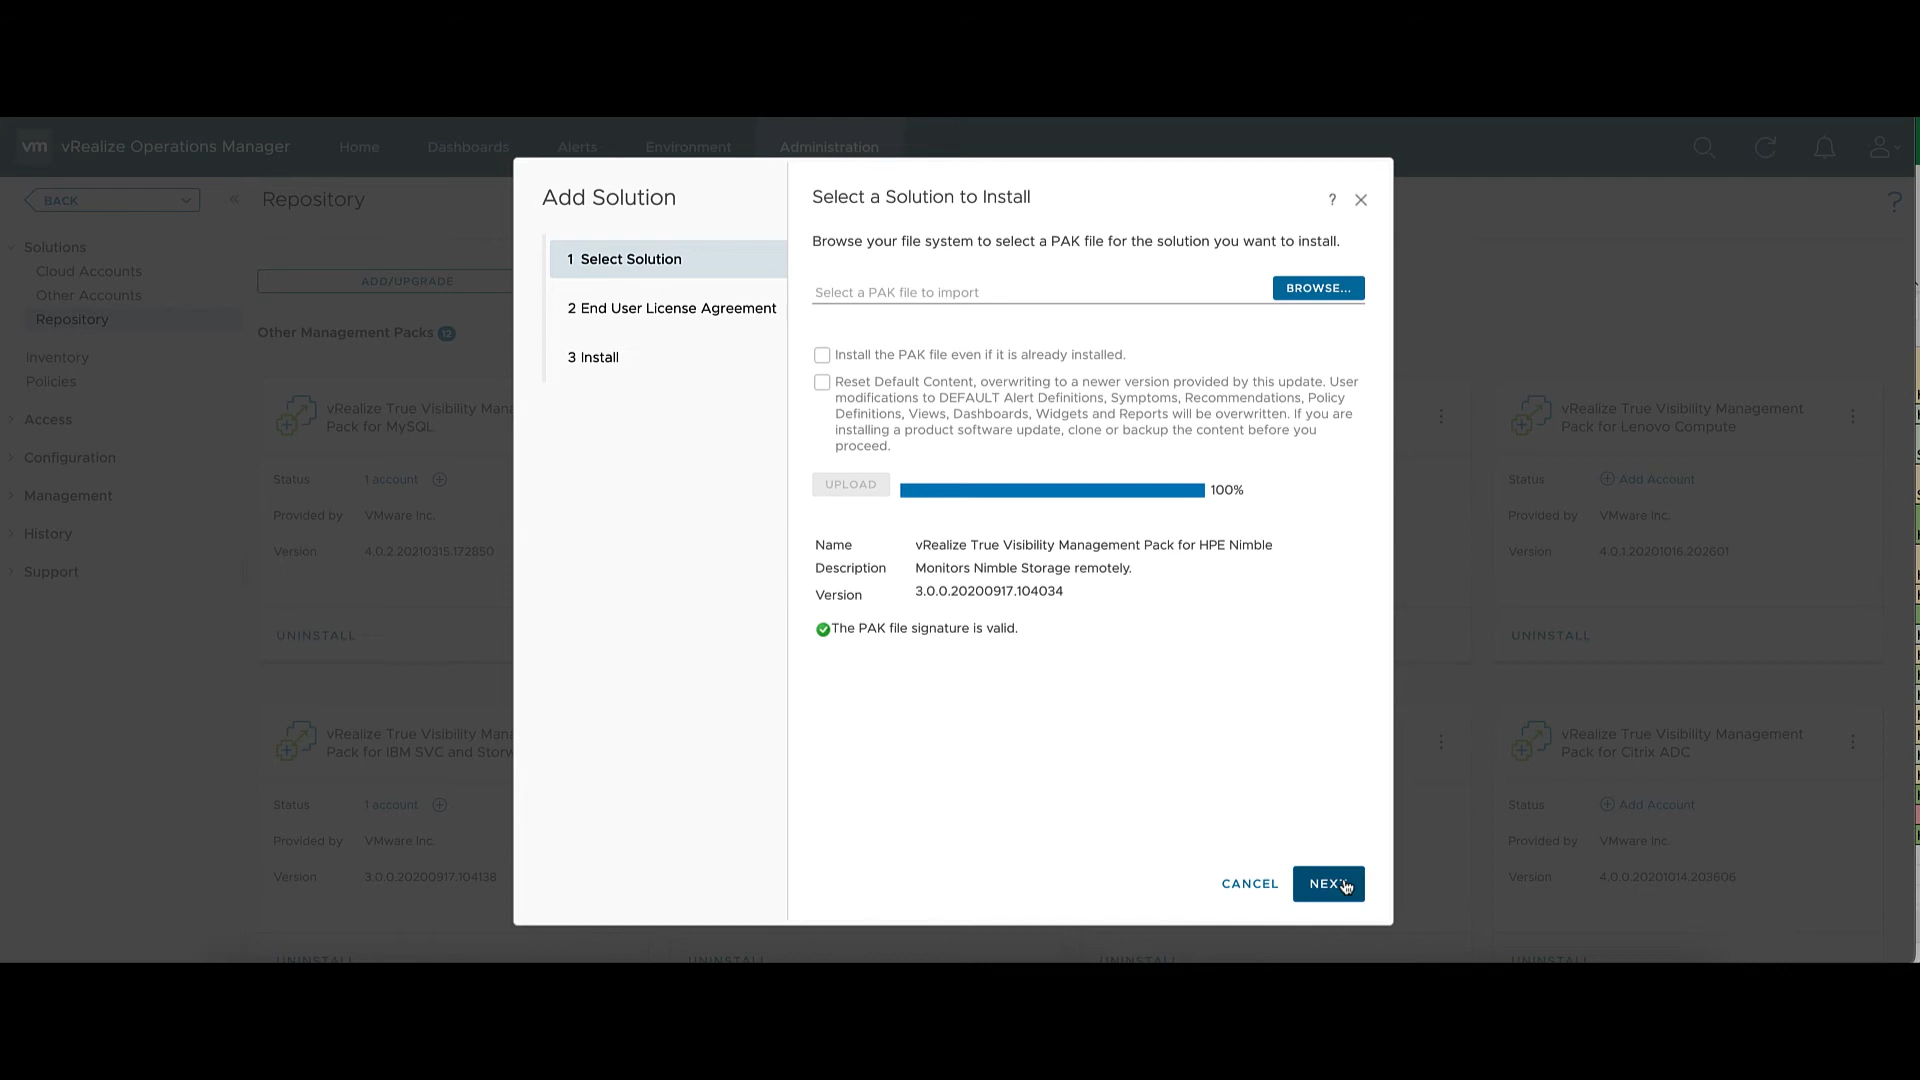 vm vRealize Operations Manager Home Dashboards Alerts Environment Administration
BACK
Repository
Solutions
Cloud Accounts
Other Accounts
Repository
Inventory
Policies
Access
Configuration
Management
History
Support
ADD/UPGRADE
Other Management Packs 12
vRealize True Visibility Mana
Pack for MySQL
Status 1 account
Provided by VMware Inc.
Version 4.0.2.20210315.172850
UNINSTALL
vRealize True Visibility Mana
Pack for IBM SVC and Storw
Status 1 account
Provided by VMware Inc.
Version 3.0.0.20200917.104138
UNINSTALL
UNINSTALL
Add Solution
1 Select Solution
2 End User License Agreement
3 Install
Select a Solution to Install
?
Browse your file system to select a PAK file for the solution you want to install.
Select a PAK file to import
BROWSE...
Install the PAK file even if it is already installed.
Reset Default Content, overwriting to a newer version provided by this update. User
modifications to DEFAULT Alert Definitions, Symptoms, Recommendations, Policy
Definitions, Views, Dashboards, Widgets and Reports will be overwritten. If you are
installing a product software update, clone or backup the content before you
proceed.
UPLOAD 100%
Name vRealize True Visibility Management Pack for HPE Nimble
Description Monitors Nimble Storage remotely.
Version 3.0.0.20200917.104034
The PAK file signature is valid.
CANCEL NEXT
?
vRealize True Visibility Management
Pack for Lenovo Compute
Status Add Account
Provided by VMware Inc.
Version 4.0.1.20201016.202601
UNINSTALL
vRealize True Visibility Management
Pack for Citrix ADC
Status Add Account
Provided by VMware Inc.
Version 4.0.0.20201014.203606
UNINSTALL
UNINSTALL